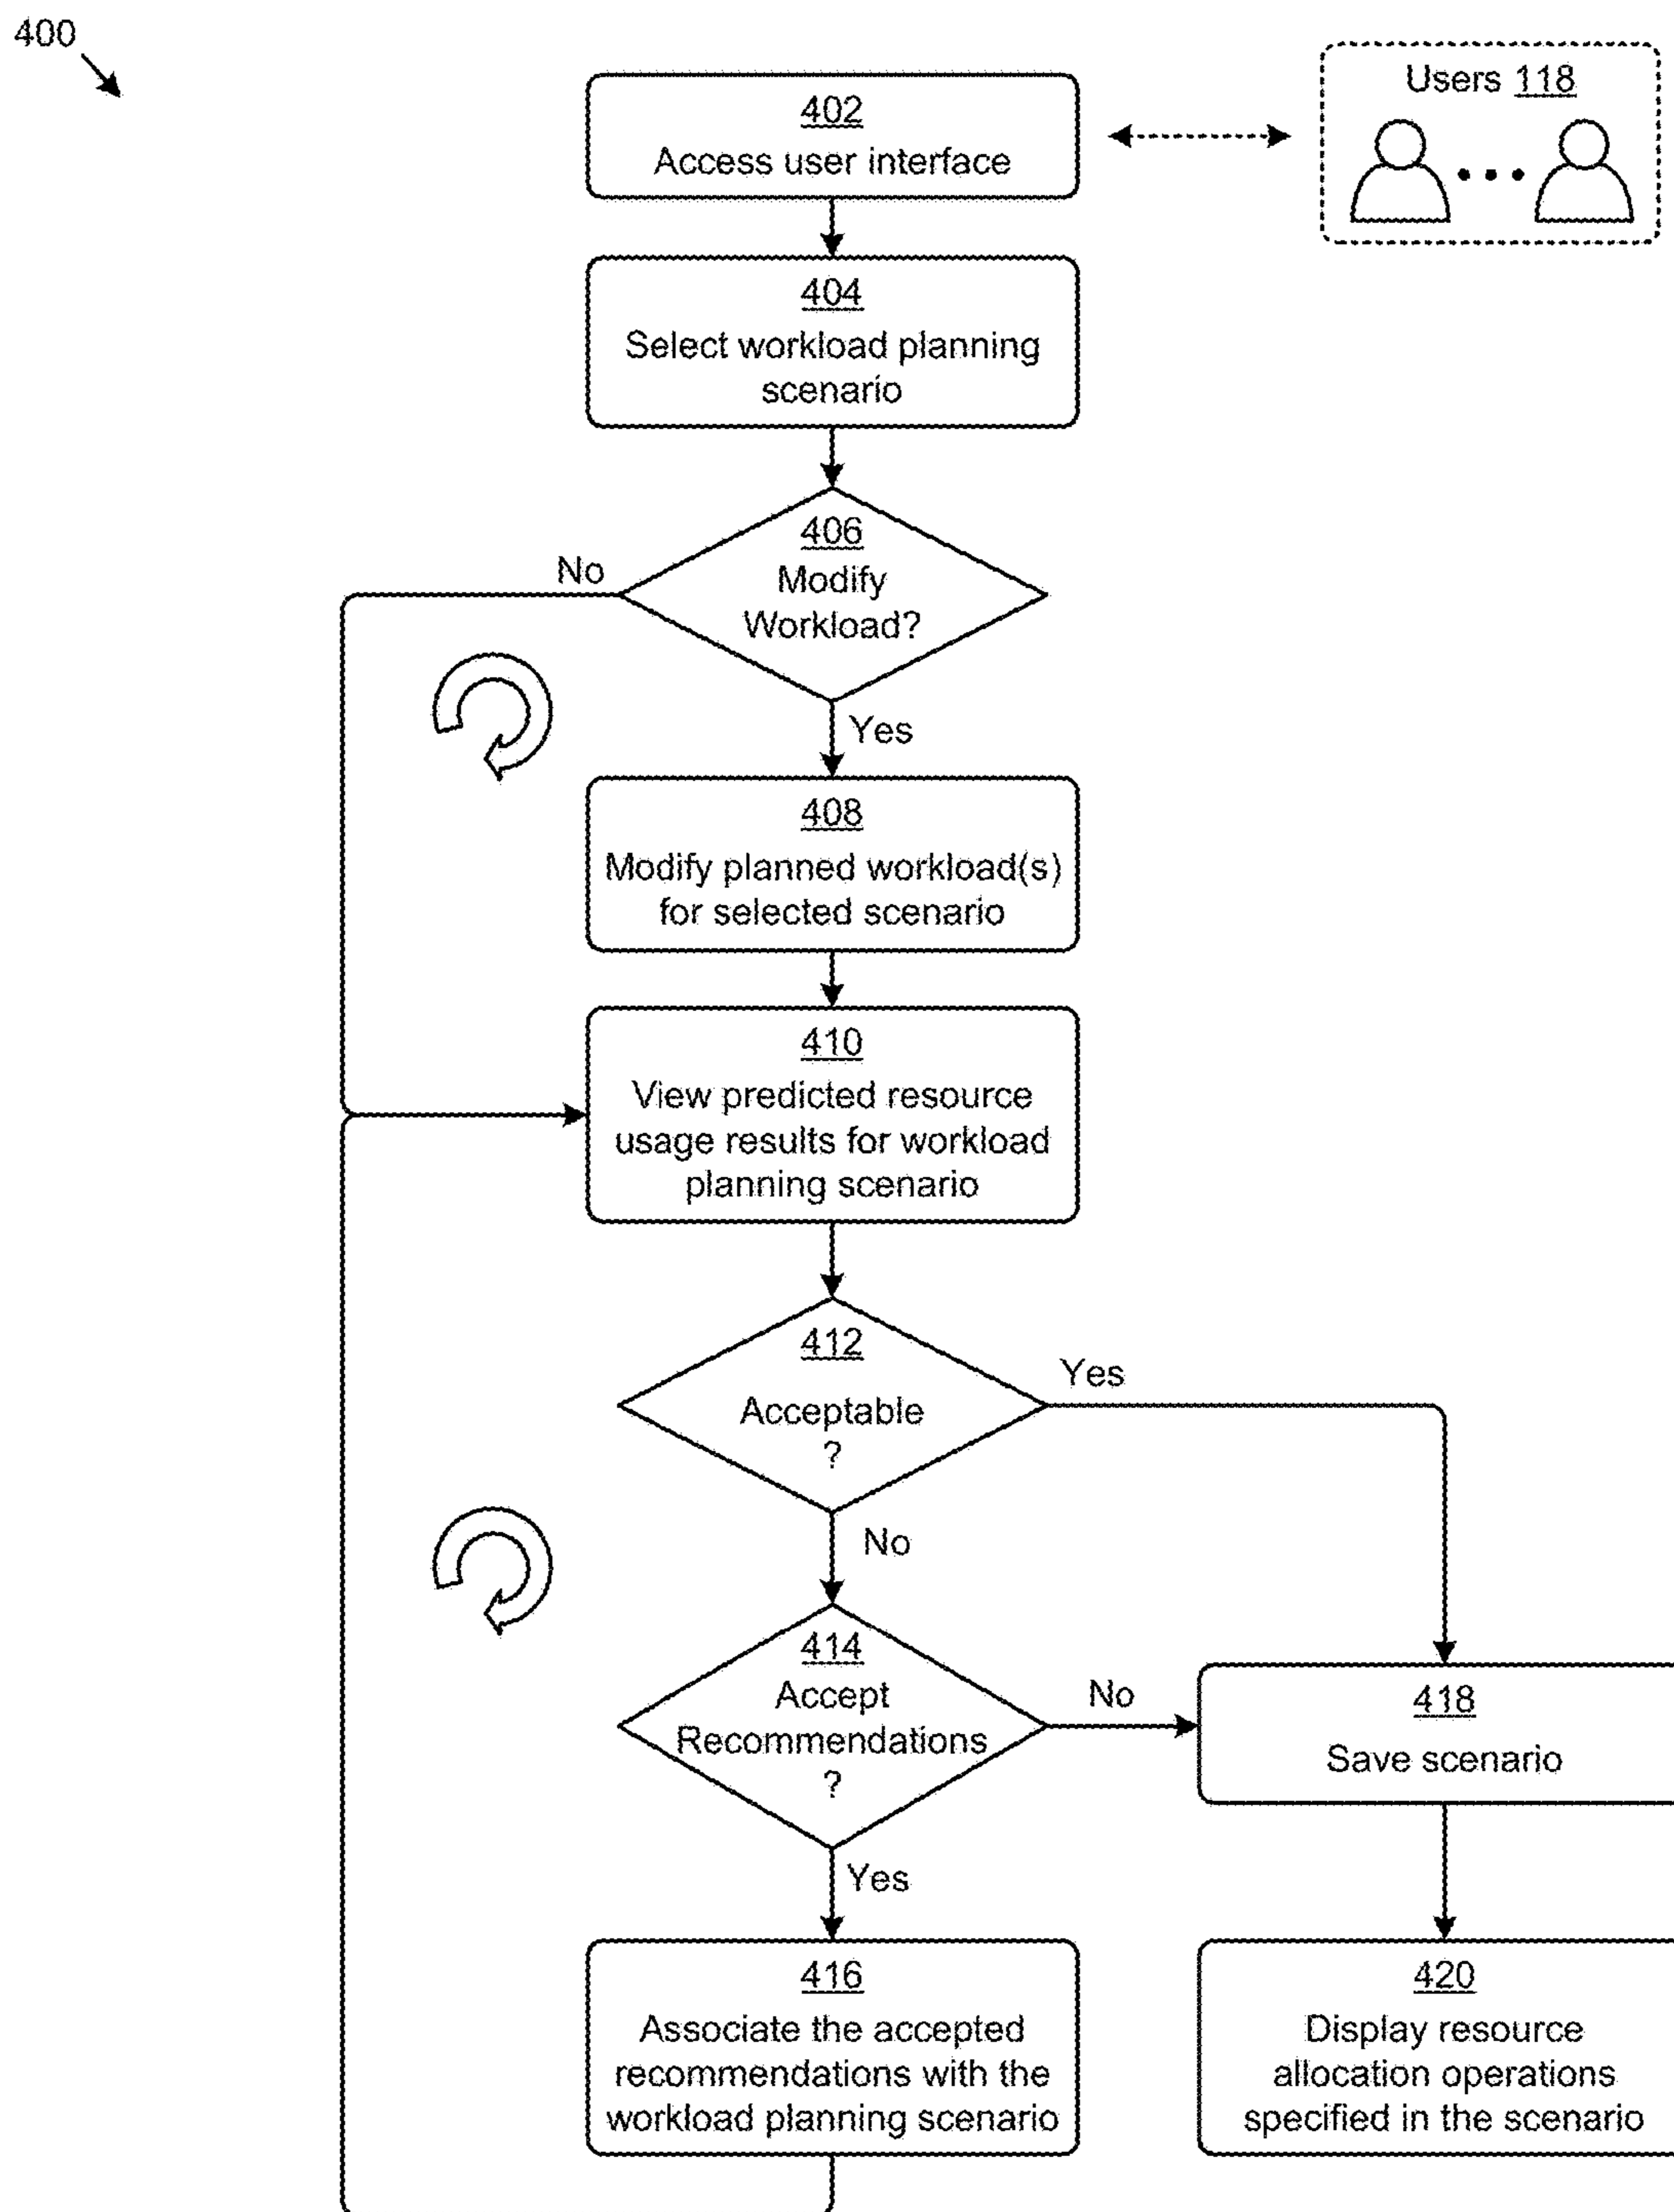 400
Users 118
402
Access user interface
404
Select workload planning
scenario
406
Modify
Workload?
No
Yes
408
Modify planned workload(s)
for selected scenario
410
View predicted resource
usage results for workload
planning scenario
412
Acceptable
?
Yes
No
414
Accept
Recommendations
?
No
Yes
418
Save scenario
416
Associate the accepted
recommendations with the
workload planning scenario
420
Display resource
allocation operations
specified in the scenario